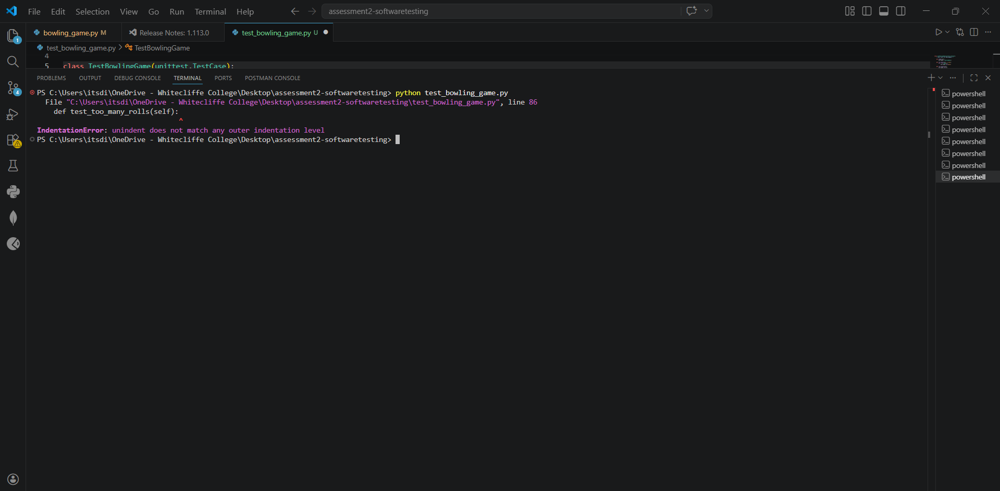 File Edit Selection View Go Run Terminal Help
assessment2-softwaretesting
bowling_game.py M
Release Notes: 1.113.0
test_bowling_game.py U
test_bowling_game.py > TestBowlingGame
4
5 class TestBowlingGame(unittest.TestCase):
1
4
PROBLEMS OUTPUT DEBUG CONSOLE TERMINAL PORTS POSTMAN CONSOLE
PS C:\Users\itsdi\OneDrive - Whitecliffe College\Desktop\assessment2-softwaretesting> python test_bowling_game.py
File "C:\Users\itsdi\OneDrive - Whitecliffe College\Desktop\assessment2-softwaretesting\test_bowling_game.py", line 86
def test_too_many_rolls(self):
^
IndentationError: unindent does not match any outer indentation level
PS C:\Users\itsdi\OneDrive - Whitecliffe College\Desktop\assessment2-softwaretesting>
powershell
powershell
powershell
powershell
powershell
powershell
powershell
powershell